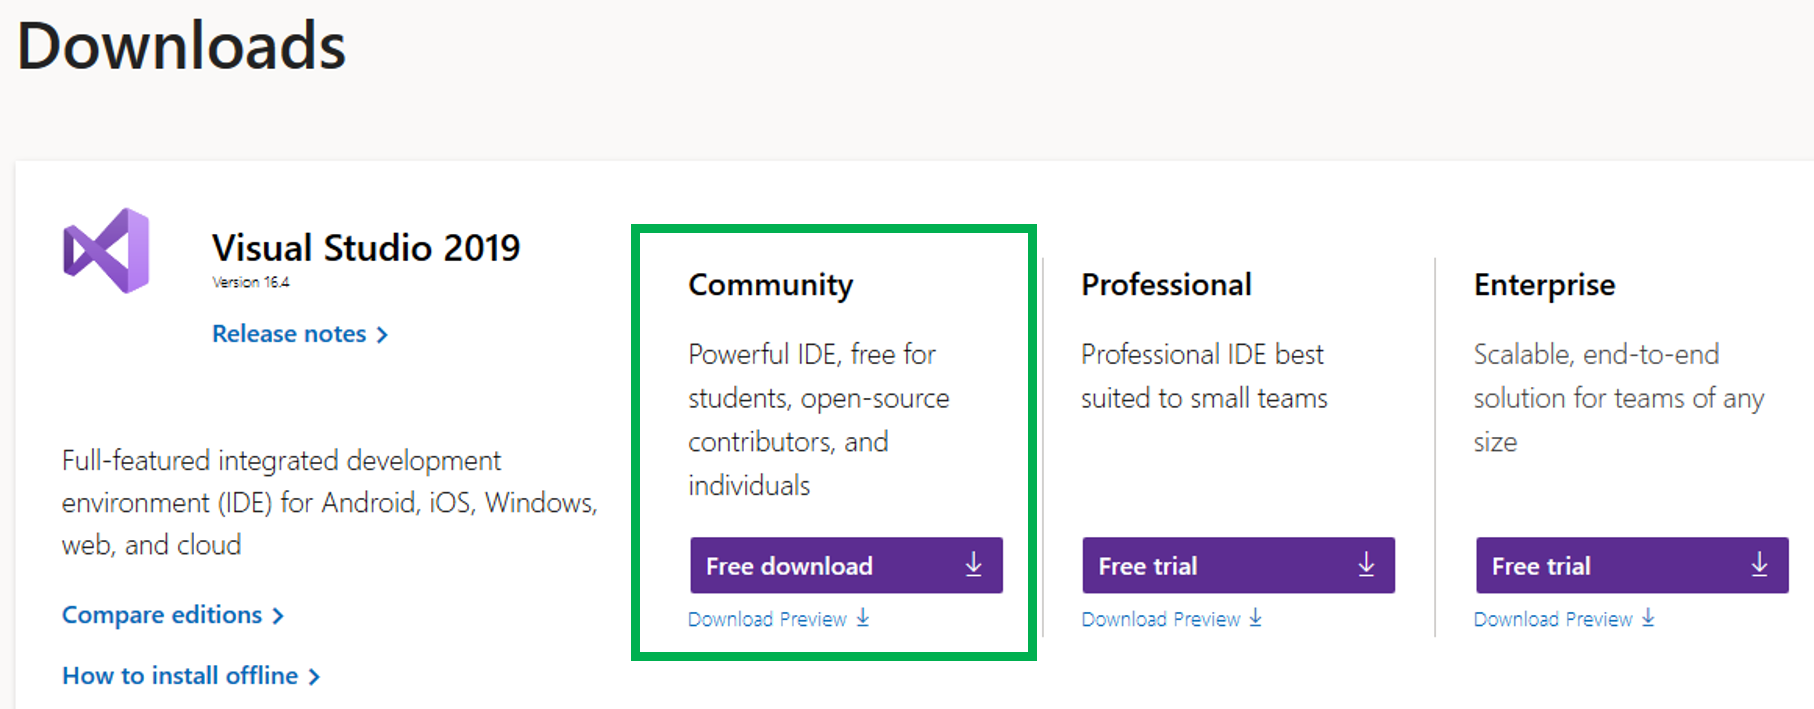 Downloads
Visual Studio 2019
Version 16.4
Release notes
Full-featured integrated development
environment (IDE) for Android, iOS, Windows,
web, and cloud
Compare editions
How to install offline
Community
Powerful IDE, free for
students, open-source
contributors, and
individuals
Free download
Download Preview
Professional
Professional IDE best
suited to small teams
Free trial
Download Preview
Enterprise
Scalable, end-to-end
solution for teams of any
size
Free trial
Download Preview